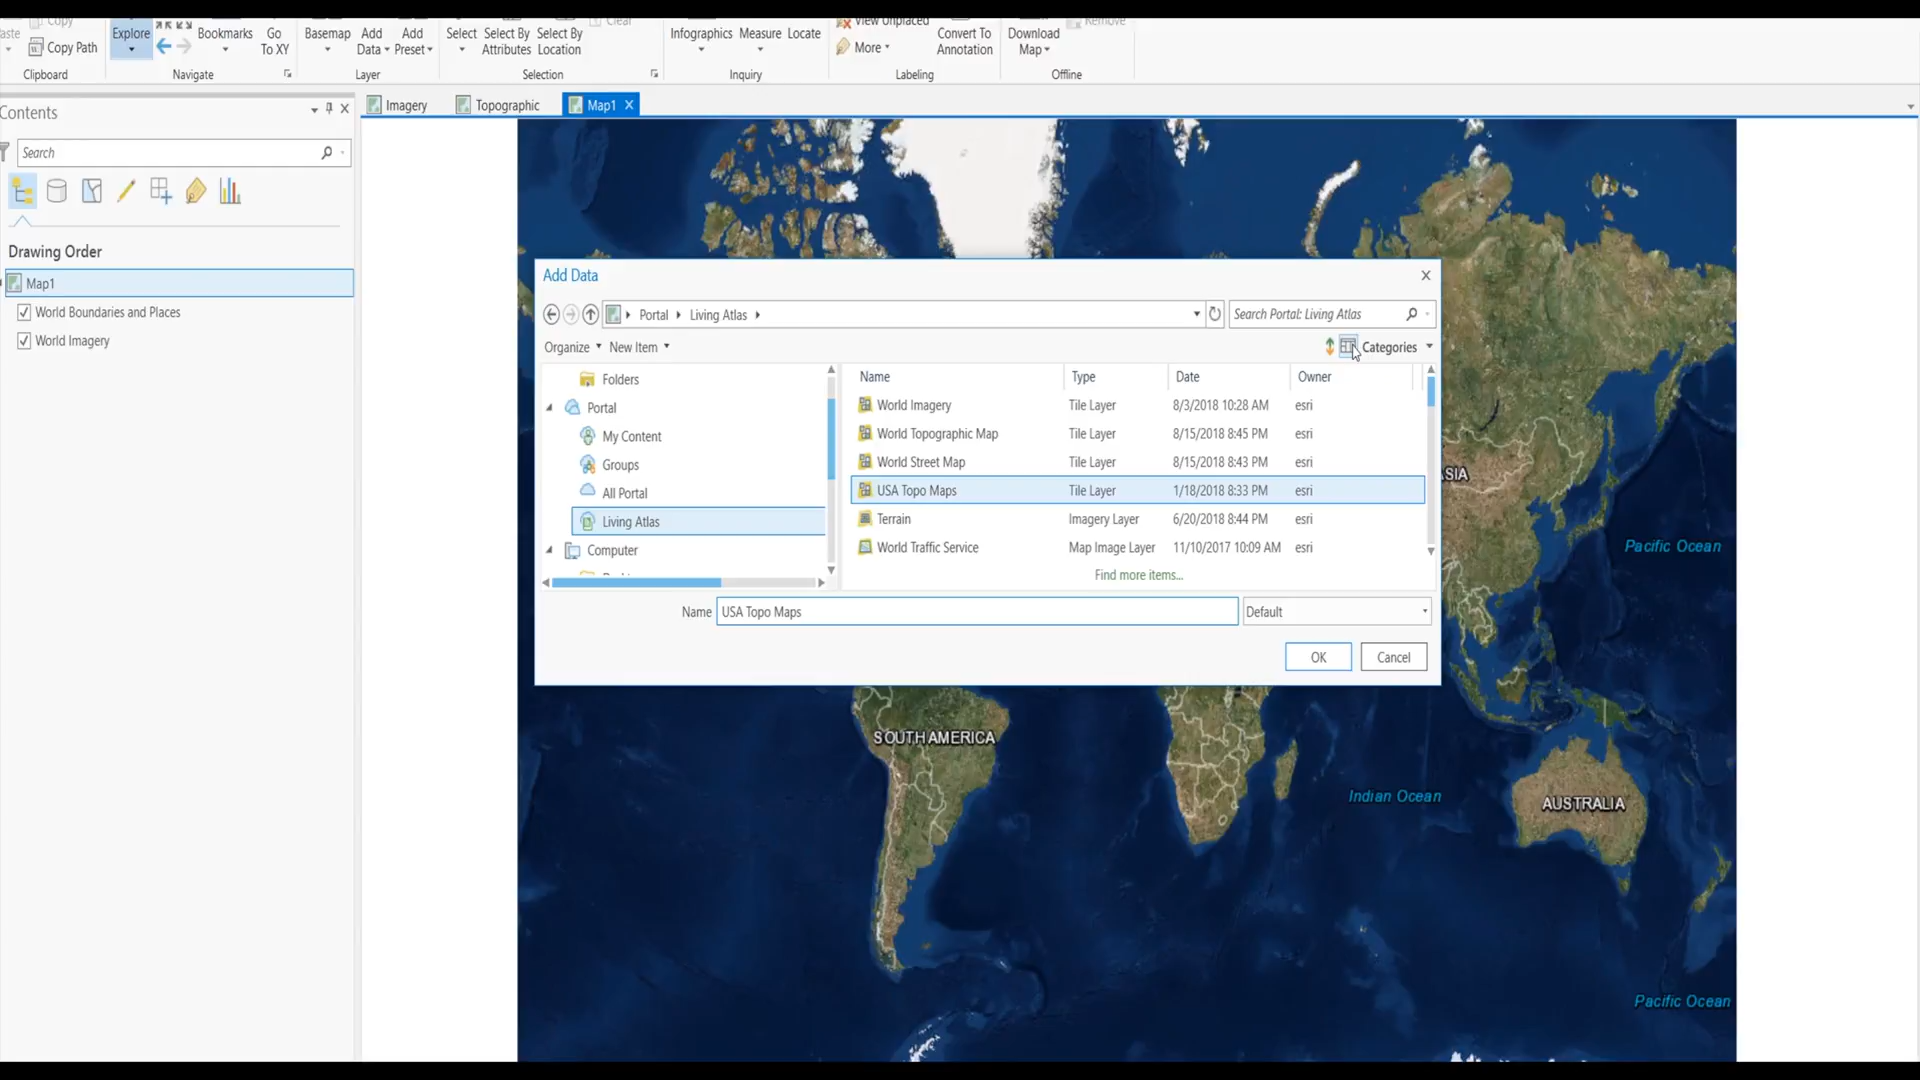 Copy
Copy Path
Clipboard
Explore
Bookmarks
Go
To XY
Navigate
Basemap
Add
Data
Add
Preset
Layer
Select
Select By
Attributes
Select By
Location
Clear
Selection
Infographics
Measure
Locate
Inquiry
View Unplaced
More
Convert To
Annotation
Labeling
Remove
Download
Map
Offline
Contents
Search
Drawing Order
Map1
World Boundaries and Places
World Imagery
Imagery
Topographic
Map1
Add Data
Portal
Living Atlas
Search Portal: Living Atlas
Organize
New Item
Categories
Folders
Portal
My Content
Groups
All Portal
Living Atlas
Computer
Name Type Date Owner
World Imagery Tile Layer 8/3/2018 10:28 AM esri
World Topographic Map Tile Layer 8/15/2018 8:45 PM esri
World Street Map Tile Layer 8/15/2018 8:43 PM esri
USA Topo Maps Tile Layer 1/18/2018 8:33 PM esri
Terrain Imagery Layer 6/20/2018 8:44 PM esri
World Traffic Service Map Image Layer 11/10/2017 10:09 AM esri
Find more items...
Name USA Topo Maps Default
OK
Cancel
Pacific Ocean
SOUTH AMERICA
Indian Ocean
AUSTRALIA
Pacific Ocean